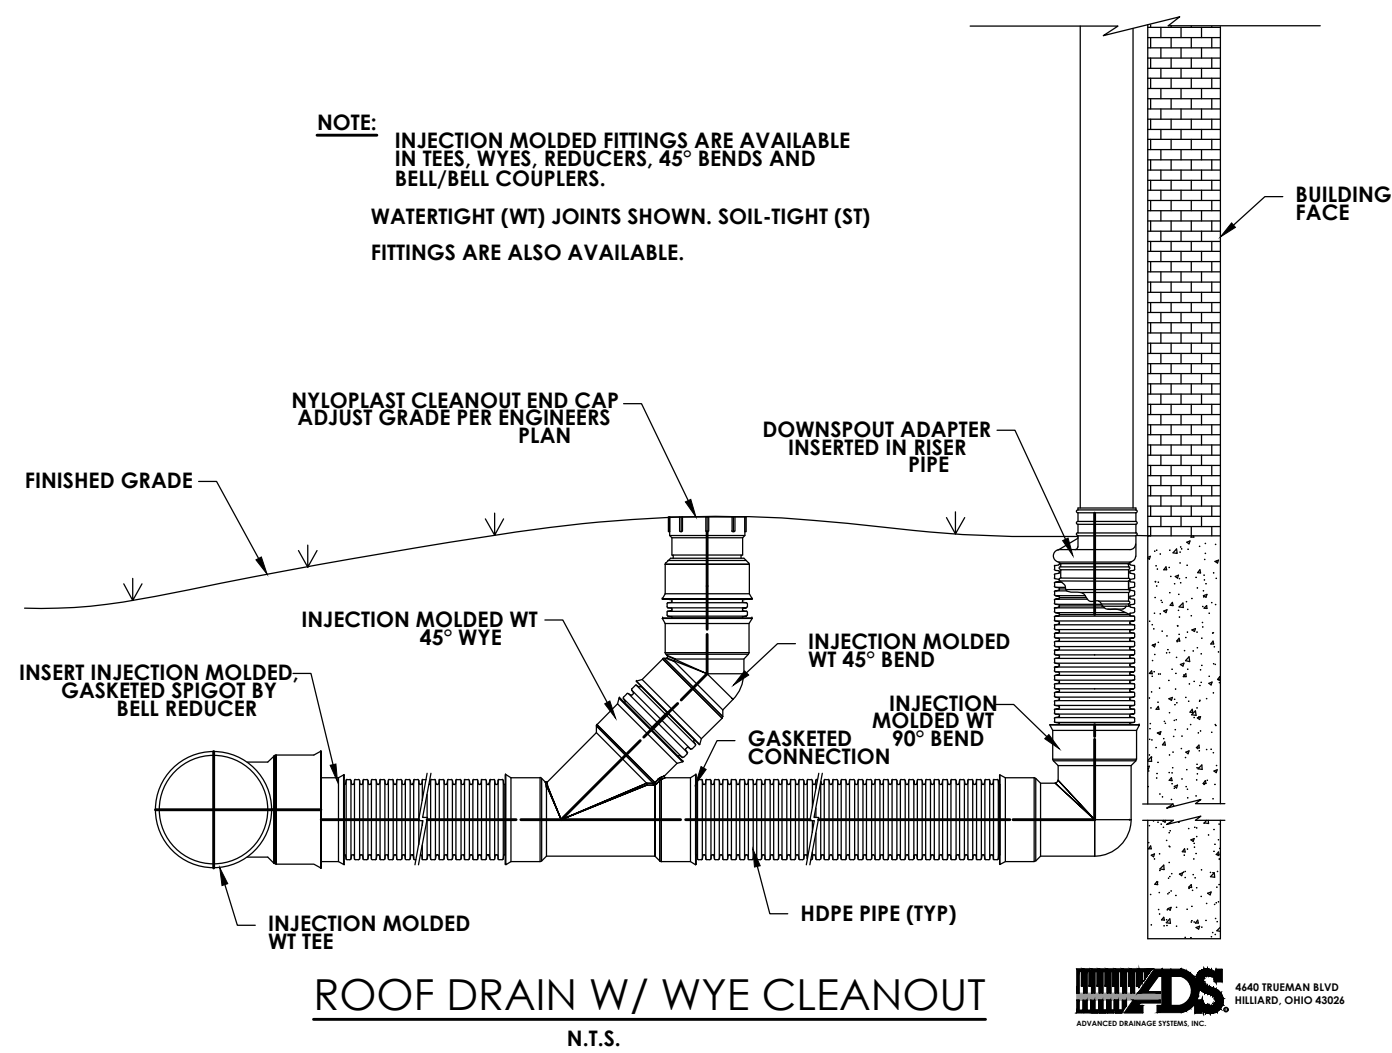 NOTE:
INJECTION MOLDED FITTINGS ARE AVAILABLE
IN TEES, WYES, REDUCERS, 45° BENDS AND
BELL/BELL COUPLERS.
WATERTIGHT (WT) JOINTS SHOWN. SOIL-TIGHT (ST)
FITTINGS ARE ALSO AVAILABLE.
BUILDING
FACE
NYLOPLAST CLEANOUT END CAP
ADJUST GRADE PER ENGINEERS
PLAN
DOWNSPOUT ADAPTER
INSERTED IN RISER
PIPE
FINISHED GRADE
INJECTION MOLDED WT
45° WYE
INJECTION MOLDED
WT 45° BEND
INSERT INJECTION MOLDED,
GASKETED SPIGOT BY
BELL REDUCER
INJECTION
MOLDED WT
90° BEND
GASKETED
CONNECTION
HDPE PIPE (TYP)
INJECTION MOLDED
WT TEE
ROOF DRAIN W/ WYE CLEANOUT
N.T.S.
ADS
ADVANCED DRAINAGE SYSTEMS, INC.
4640 TRUEMAN BLVD
HILLIARD, OHIO 43026